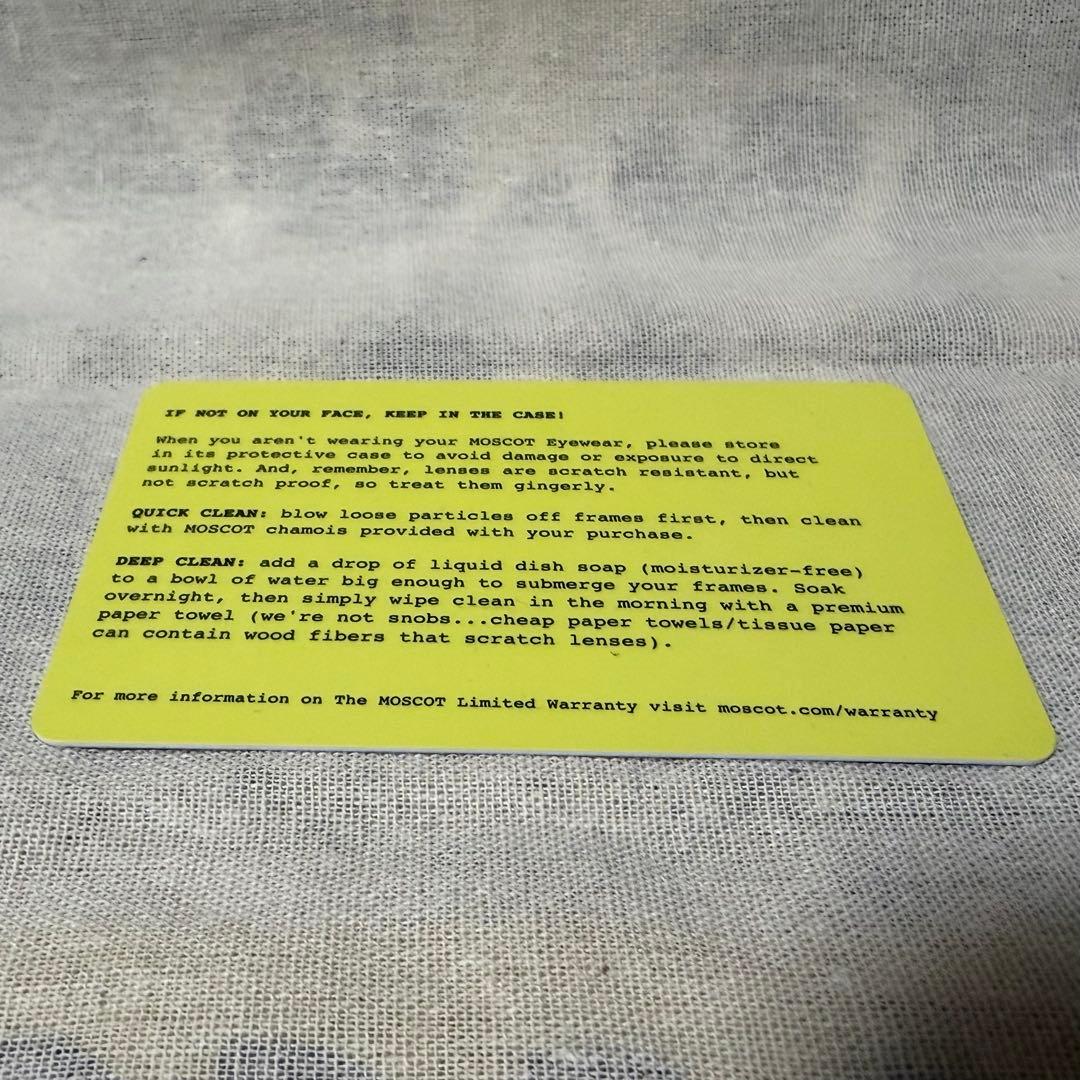 IF NOT ON YOUR FACE, KEEP IN THE CASE!
When you aren't wearing your MOSCOT Eyewear, please store
in its protective case to avoid damage or exposure to direct
sunlight. And, remember, lenses are scratch resistant, but
not scratch proof, so treat them gingerly.
QUICK CLEAN: blow loose particles off frames first, then clean
with MOSCOT chamois provided with your purchase.
DEEP CLEAN: add a drop of liquid dish soap (moisturizer-free)
to a bowl of water big enough to submerge your frames. Soak
overnight, then simply wipe clean in the morning with a premium
paper towel (we're not snobs...cheap paper towels/tissue paper
can contain wood fibers that scratch lenses).
For more information on The MOSCOT Limited Warranty visit moscot.com/warranty